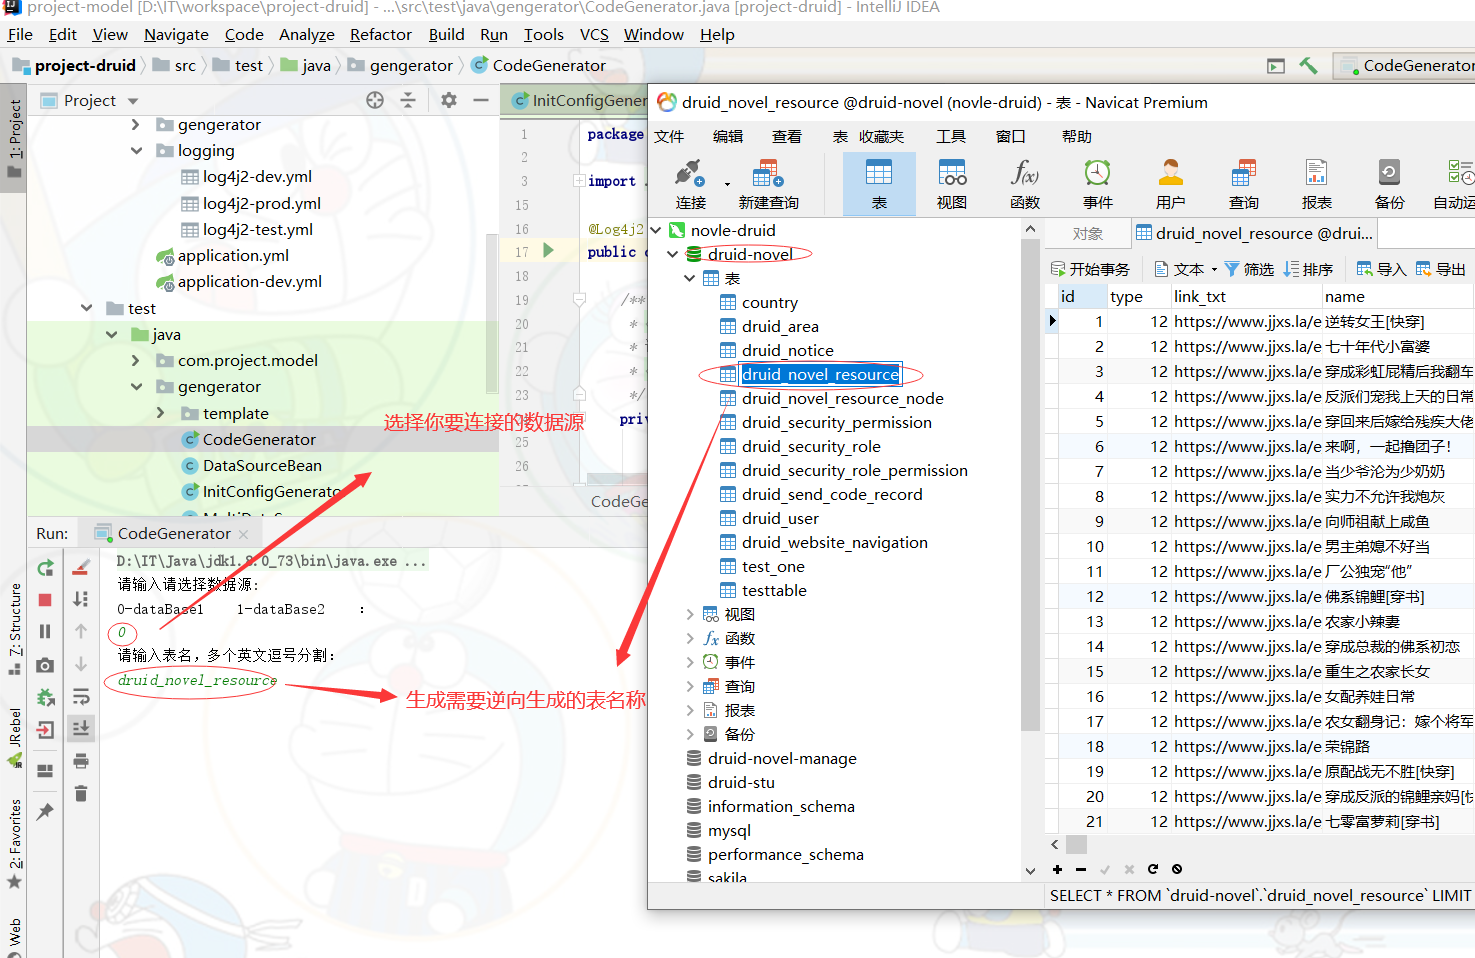 project-model [D:\IT\workspace\project-druid] - ...\src\test\java\gengerator\CodeGenerator.java [project-druid] - IntelliJ IDEA
File Edit View Navigate Code Analyze Refactor Build Run Tools VCS Window Help
project-druid src test java gengerator CodeGenerator
CodeGenerator
1: Project
Project
gengerator
logging
log4j2-dev.yml
log4j2-prod.yml
log4j2-test.yml
application.yml
application-dev.yml
test
java
com.project.model
gengerator
template
CodeGenerator
DataSourceBean
InitConfigGenerato
选择你要连接的数据源
InitConfigGener
1 package
2
3 import
15
16 @Log4j2
17 public
18
19 /**
20 *
21 *
22 *
23 */
24 priv
25
26
CodeGe
Run: CodeGenerator
D:\IT\Java\jdk1.8.0_73\bin\java.exe ...
请输入请选择数据源:
0-dataBase1 1-dataBase2 :
0
请输入表名，多个英文逗号分割:
druid_novel_resource
生成需要逆向生成的表名称
Z: Structure
JRebel
2: Favorites
Web
druid_novel_resource @druid-novel (novle-druid) - 表 - Navicat Premium
文件 编辑 查看 表 收藏夹 工具 窗口 帮助
连接 新建查询 表 视图 函数 事件 用户 查询 报表 备份 自动运
novle-druid
druid-novel
表
country
druid_area
druid_notice
druid_novel_resource
druid_novel_resource_node
druid_security_permission
druid_security_role
druid_security_role_permission
druid_send_code_record
druid_user
druid_website_navigation
test_one
testtable
视图
函数
事件
查询
报表
备份
druid-novel-manage
druid-stu
information_schema
mysql
performance_schema
sakila
对象 druid_novel_resource @drui...
开始事务 文本 筛选 排序 导入 导出
id type link_txt name
1 12 https://www.jjxs.la/e 逆转女王[快穿]
2 12 https://www.jjxs.la/e 七十年代小富婆
3 12 https://www.jjxs.la/e 穿成彩虹屁精后我翻车
4 12 https://www.jjxs.la/e 反派们宠我上天的日常
5 12 https://www.jjxs.la/e 穿回来后嫁给残疾大佬
6 12 https://www.jjxs.la/e 来啊，一起撸团子！
7 12 https://www.jjxs.la/e 当少爷沦为少奶奶
8 12 https://www.jjxs.la/e 实力不允许我炮灰
9 12 https://www.jjxs.la/e 向师祖献上咸鱼
10 12 https://www.jjxs.la/e 男主弟媳不好当
11 12 https://www.jjxs.la/e 厂公独宠“他”
12 12 https://www.jjxs.la/e 佛系锦鲤[穿书]
13 12 https://www.jjxs.la/e 农家小辣妻
14 12 https://www.jjxs.la/e 穿成总裁的佛系初恋
15 12 https://www.jjxs.la/e 重生之农家长女
16 12 https://www.jjxs.la/e 女配养娃日常
17 12 https://www.jjxs.la/e 农女翻身记：嫁个将军
18 12 https://www.jjxs.la/e 荣锦路
19 12 https://www.jjxs.la/e 原配战无不胜[快穿]
20 12 https://www.jjxs.la/e 穿成反派的锦鲤亲妈[
21 12 https://www.jjxs.la/e 七零富萝莉[穿书]
SELECT * FROM `druid-novel`.`druid_novel_resource` LIMIT